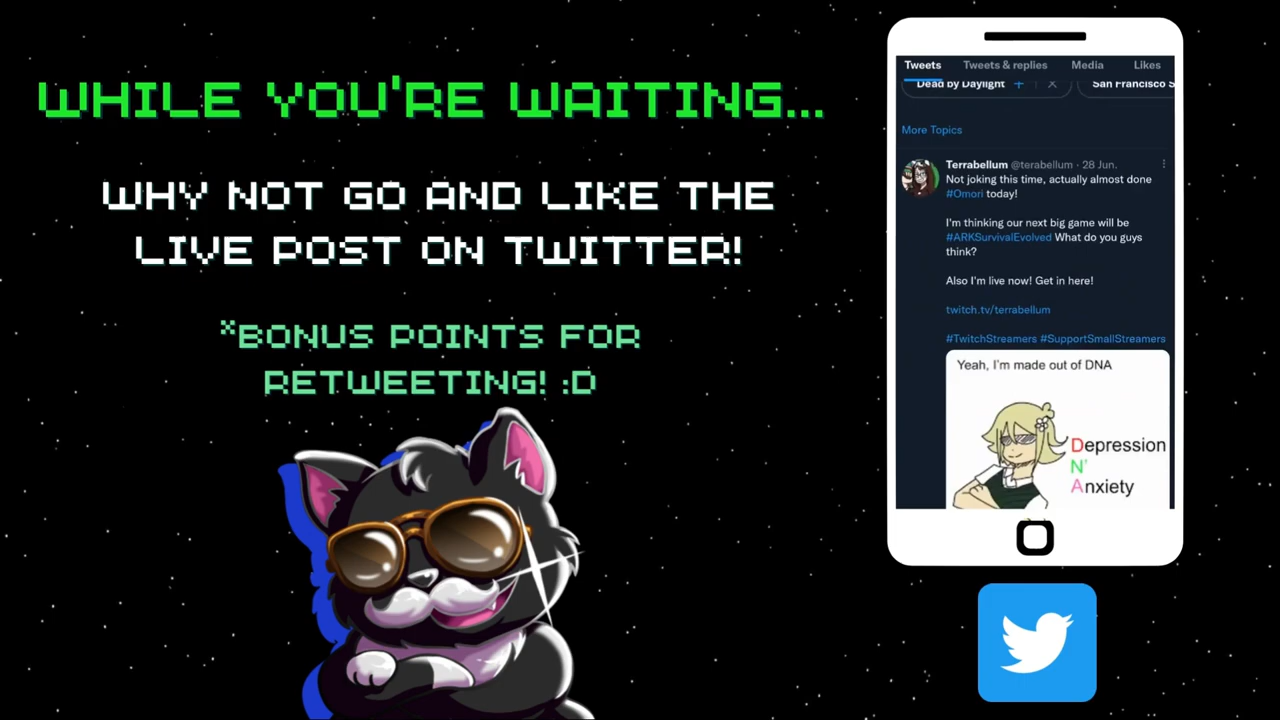 WHILE YOU'RE WAITING...
WHY NOT GO AND LIKE THE
LIVE POST ON TWITTER!
*BONUS POINTS FOR
RETWEETING! :D
Tweets Tweets & replies Media Likes
Dead by Daylight + × San Francisco S
More Topics
Terrabellum @terabellum · 28 Jun.
Not joking this time, actually almost done
#Omori today!
I'm thinking our next big game will be
#ARKSurvivalEvolved What do you guys
think?
Also I'm live now! Get in here!
twitch.tv/terrabellum
#TwitchStreamers #SupportSmallStreamers
Yeah, I'm made out of DNA
Depression
N'
Anxiety